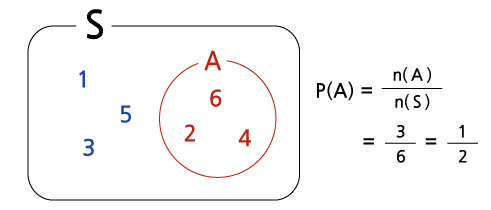 S
A
1
6
5
2
4
3
P(A) = n(A) / n(S)
= 3 / 6 = 1 / 2